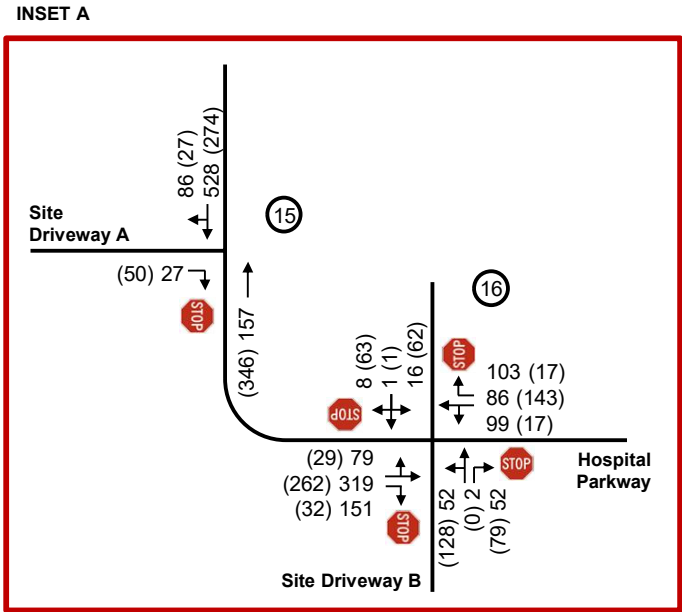 INSET A
86 (27)
528 (274)
Site
Driveway A
15
(50) 27
STOP
(346) 157
16
8 (63)
1 (1)
16 (62)
STOP
STOP
103 (17)
86 (143)
99 (17)
(29) 79
(262) 319
(32) 151
STOP
STOP
(128) 52
(0) 2
(79) 52
Hospital
Parkway
Site Driveway B